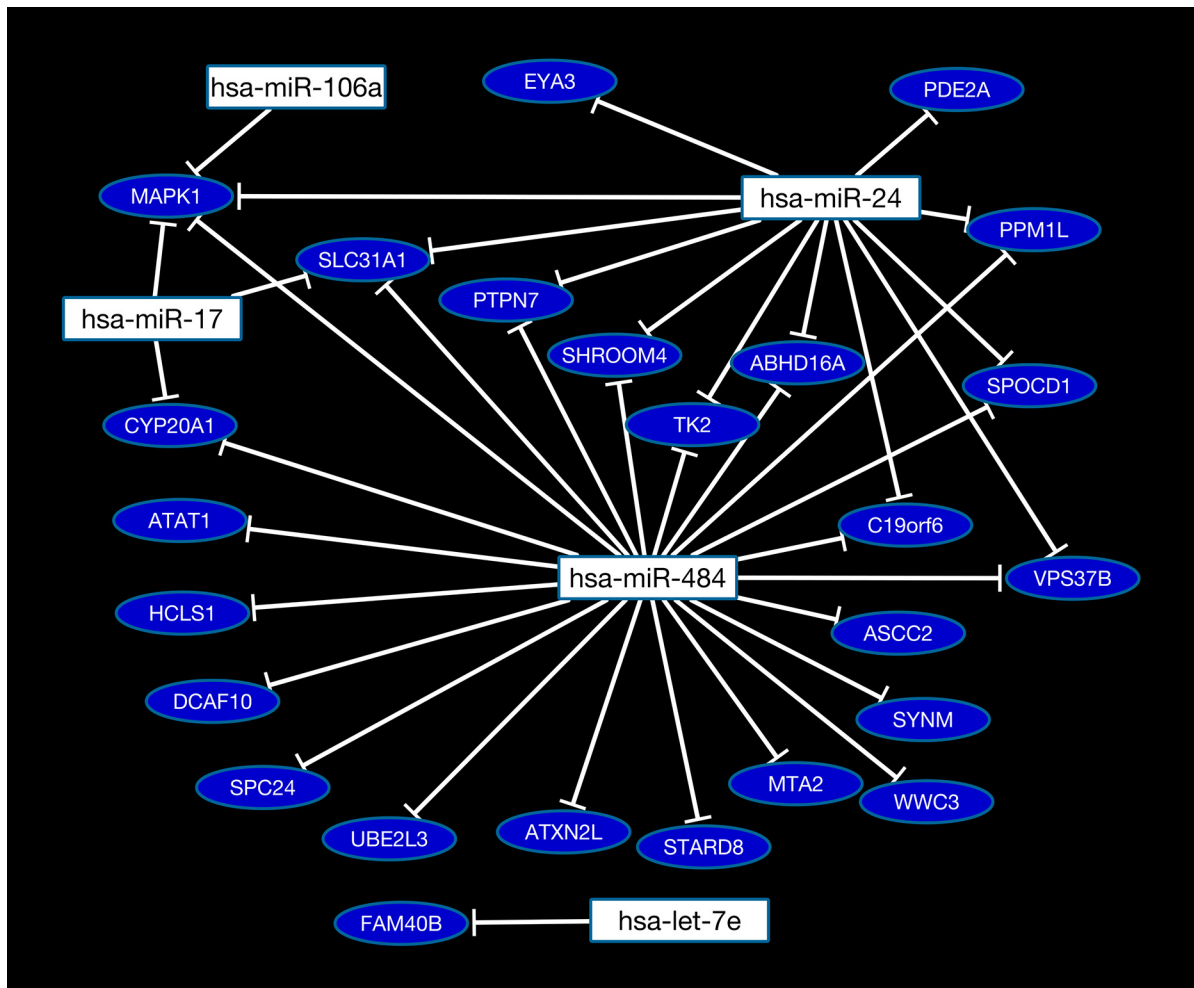 EYA3
hsa-miR-106a
PDE2A
MAPK1
hsa-miR-24
PPM1L
SLC31A1
PTPN7
hsa-miR-17
SHROOM4
ABHD16A
SPOCD1
CYP20A1
TK2
ATAT1
C19orf6
hsa-miR-484
VPS37B
HCLS1
ASCC2
DCAF10
SYNM
SPC24
MTA2
WWC3
UBE2L3
ATXN2L
STARD8
FAM40B
hsa-let-7e